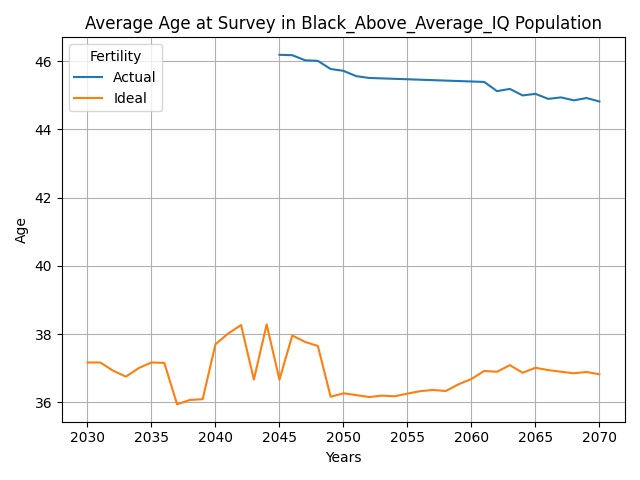 Average Age at Survey in Black_Above_Average_IQ Population
Fertility
Actual
Ideal
46
44
42
40
38
36
Age
2030 2035 2040 2045 2050 2055 2060 2065 2070
Years